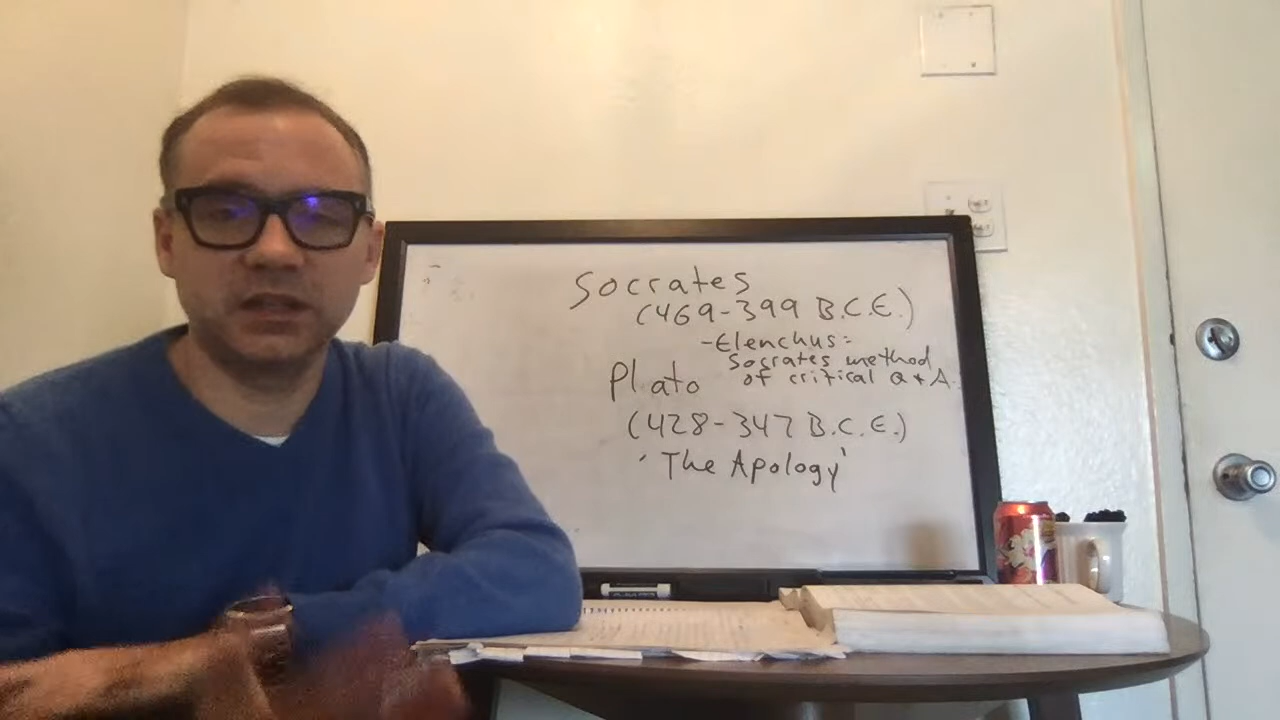 Socrates
(469-399 B.C.E.)
-Elenchus:
Socrates method
of critical Q & A.
Plato
(428-347 B.C.E.)
'The Apology'